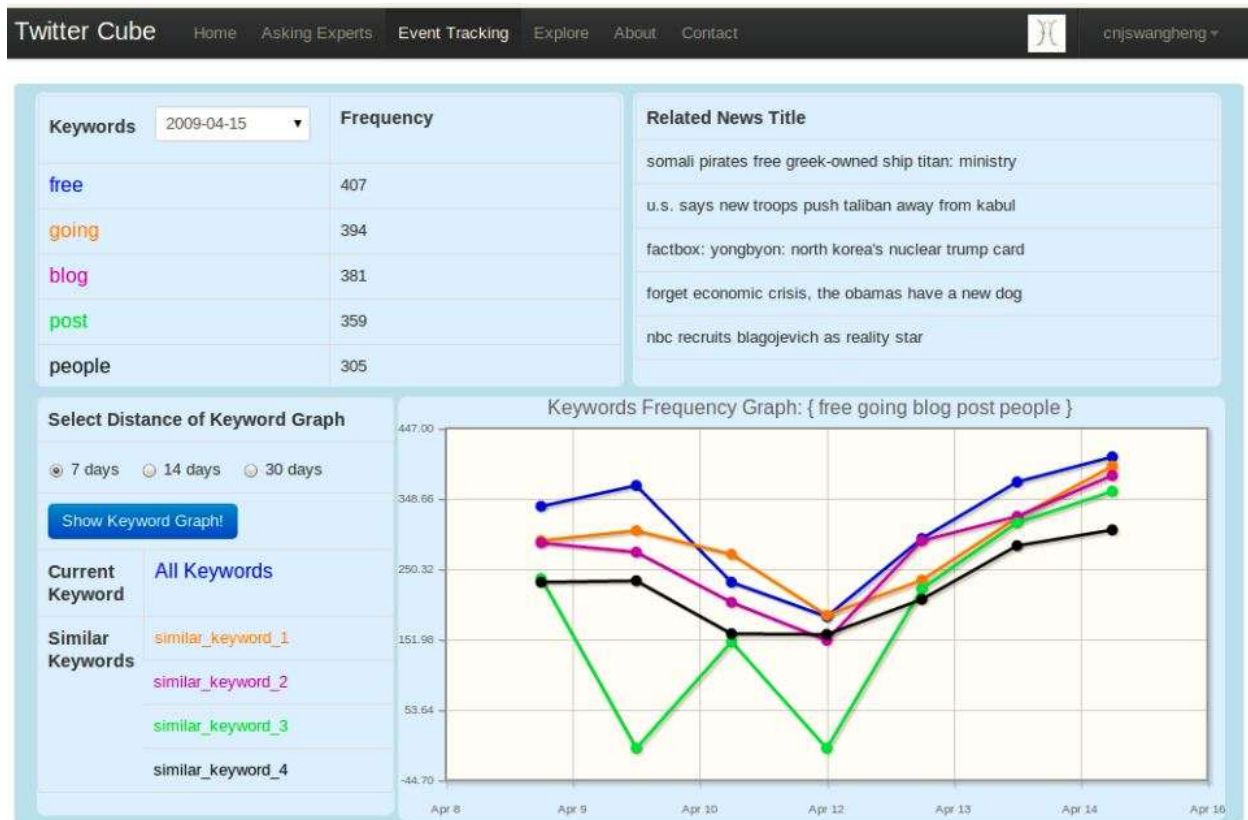 Twitter Cube Home Asking Experts Event Tracking Explore About Contact cnjswangheng
Keywords 2009-04-15 Frequency
free 407
going 394
blog 381
post 359
people 305
Related News Title
somali pirates free greek-owned ship titan: ministry
u.s. says new troops push taliban away from kabul
factbox: yongbyon: north korea's nuclear trump card
forget economic crisis, the obamas have a new dog
nbc recruits blagojevich as reality star
Select Distance of Keyword Graph
7 days 14 days 30 days
Show Keyword Graph!
Current Keyword All Keywords
Similar Keywords similar_keyword_1
similar_keyword_2
similar_keyword_3
similar_keyword_4
Keywords Frequency Graph: { free going blog post people }
447.00
348.66
250.32
151.98
53.64
-44.70
Apr 8 Apr 9 Apr 10 Apr 12 Apr 13 Apr 14 Apr 16